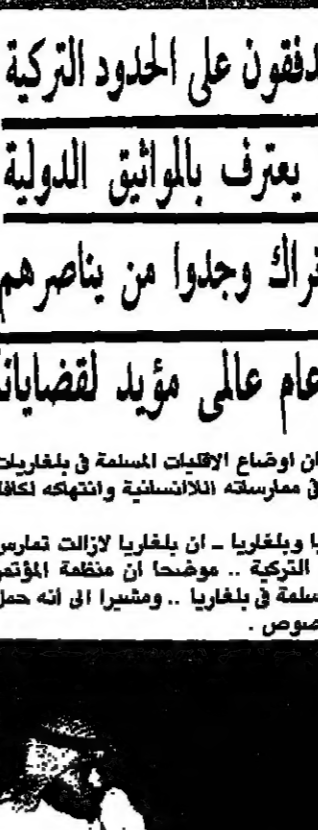 دفقون على الحدود التركية
يعترف بالمواثيق الدولية
تراك وجدوا من يناصرهم
عام عالمى مؤيد لقضايانا
ان اوضاع الاقليات المسلمة فى بلغاريات
فى ممارساته اللاانسانية وانتهاكه لكافة
يا وبلغاريا - ان بلغاريا لازالت تمارس
التركية .. موضحا ان منظمة المؤتمر
سلمة فى بلغاريا .. ومشيرا الى أنه حمل
صوص .